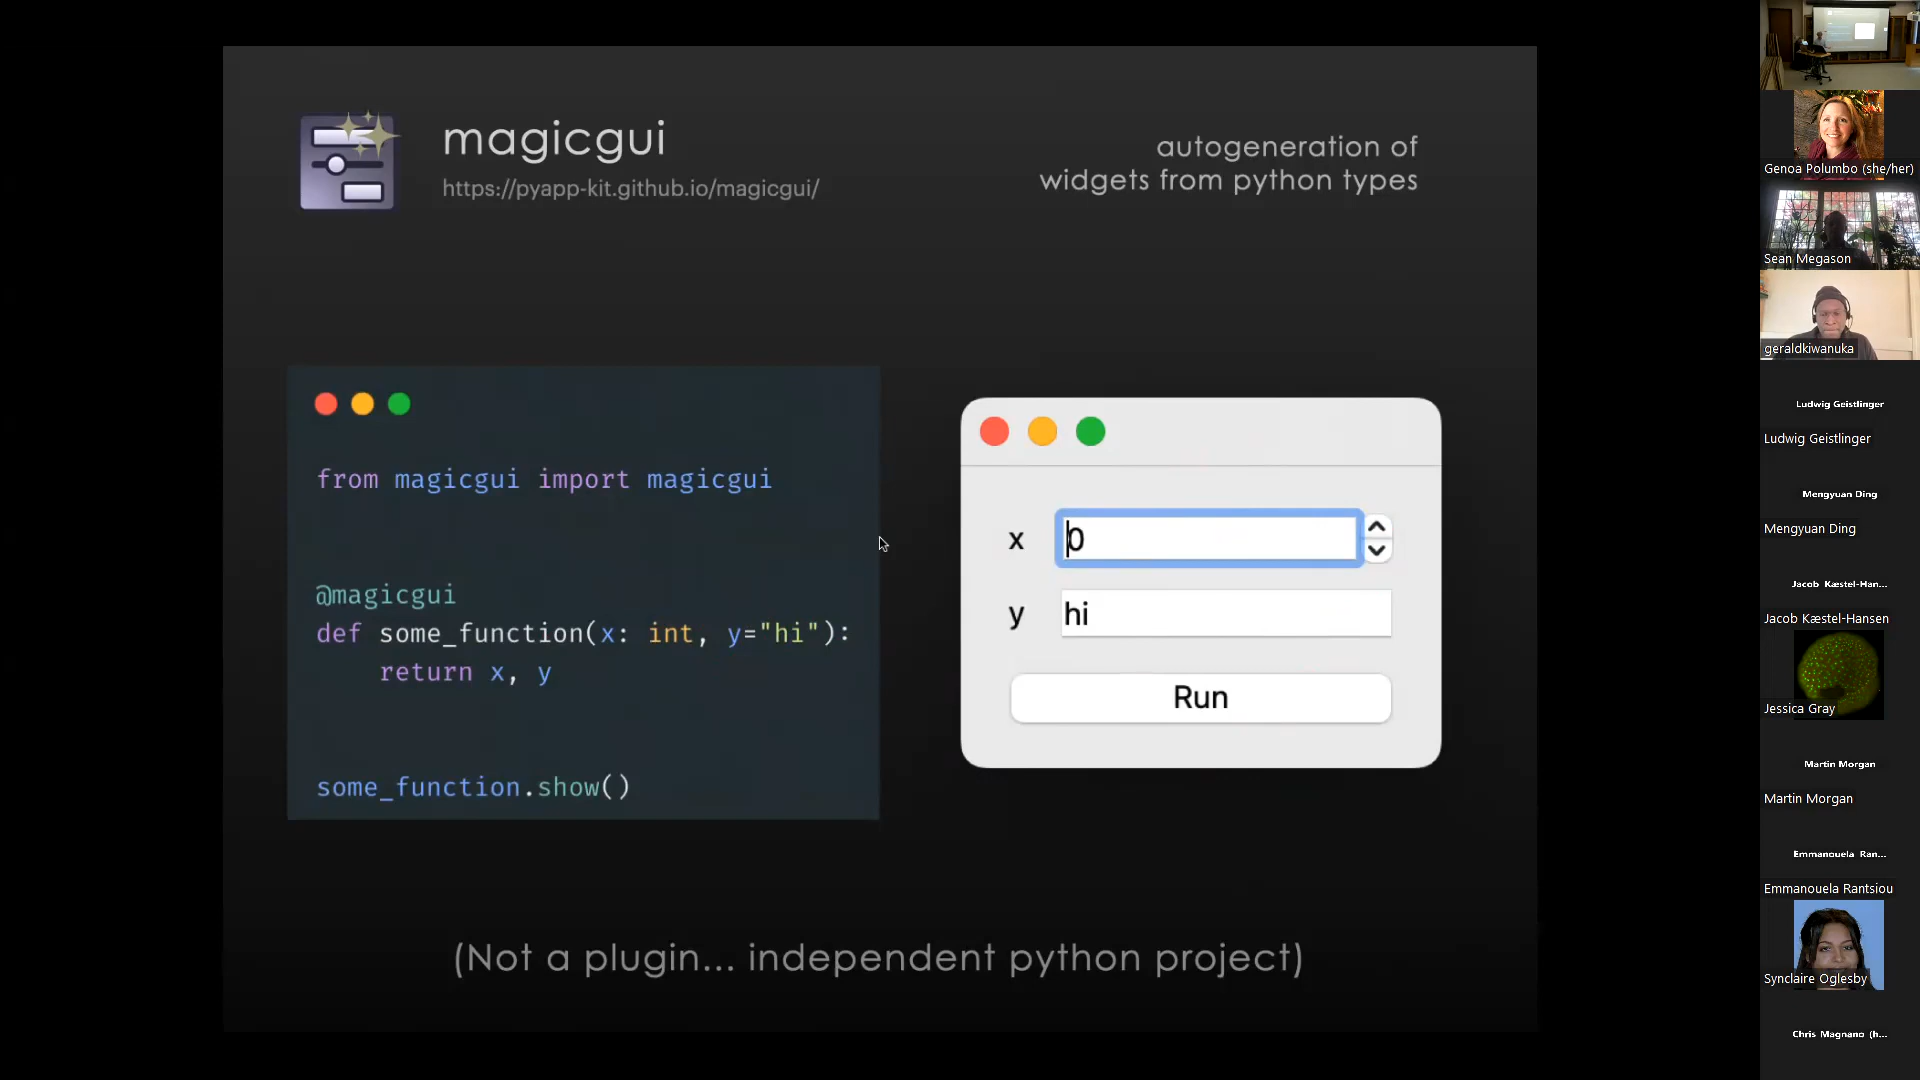 magicgui
https://pyapp-kit.github.io/magicgui/
autogeneration of
widgets from python types
from magicgui import magicgui
@magicgui
def some_function(x: int, y="hi"):
    return x, y
some_function.show()
x
0
y
hi
Run
(Not a plugin... independent python project)
Genoa Polumbo (she/her)
Sean Megason
geraldkiwanuka
Ludwig Geistlinger
Ludwig Geistlinger
Mengyuan Ding
Mengyuan Ding
Jacob Kæstel-Han...
Jacob Kæstel-Hansen
Jessica Gray
Martin Morgan
Martin Morgan
Emmanouela Ran...
Emmanouela Rantsiou
Synclaire Oglesby
Chris Magnano (h...